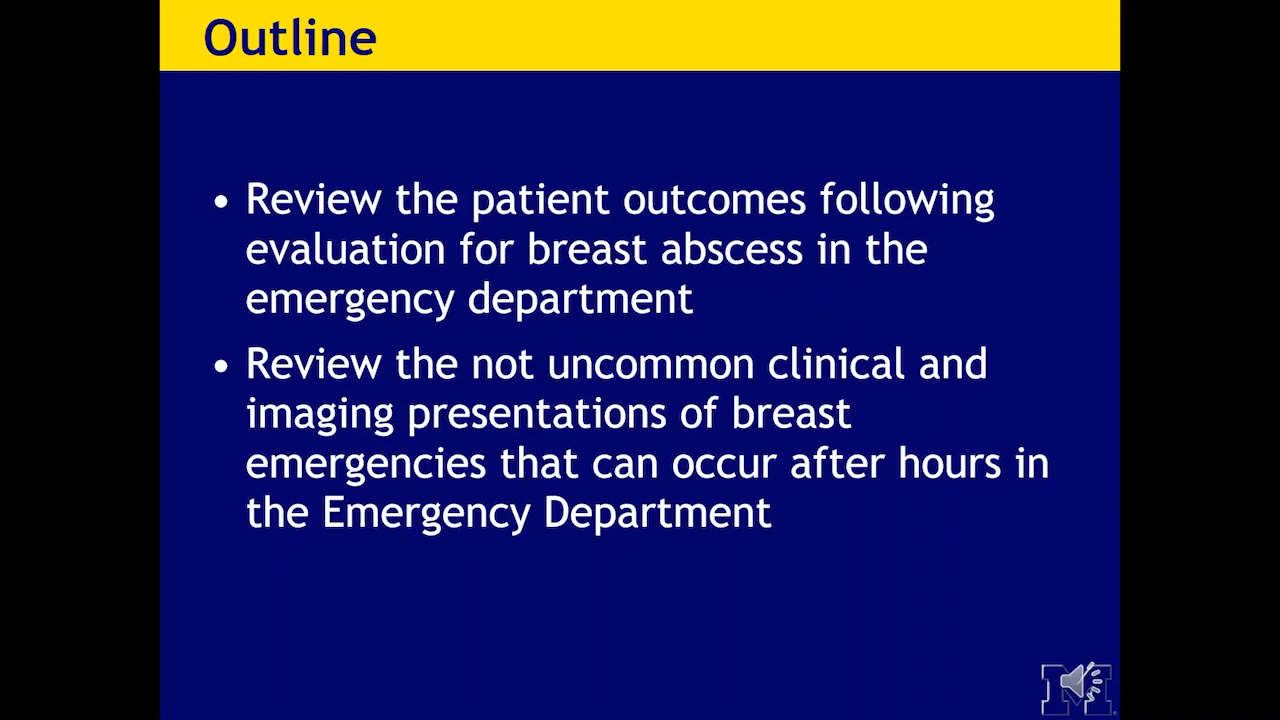 Outline
• Review the patient outcomes following
evaluation for breast abscess in the
emergency department
• Review the not uncommon clinical and
imaging presentations of breast
emergencies that can occur after hours in
the Emergency Department
M